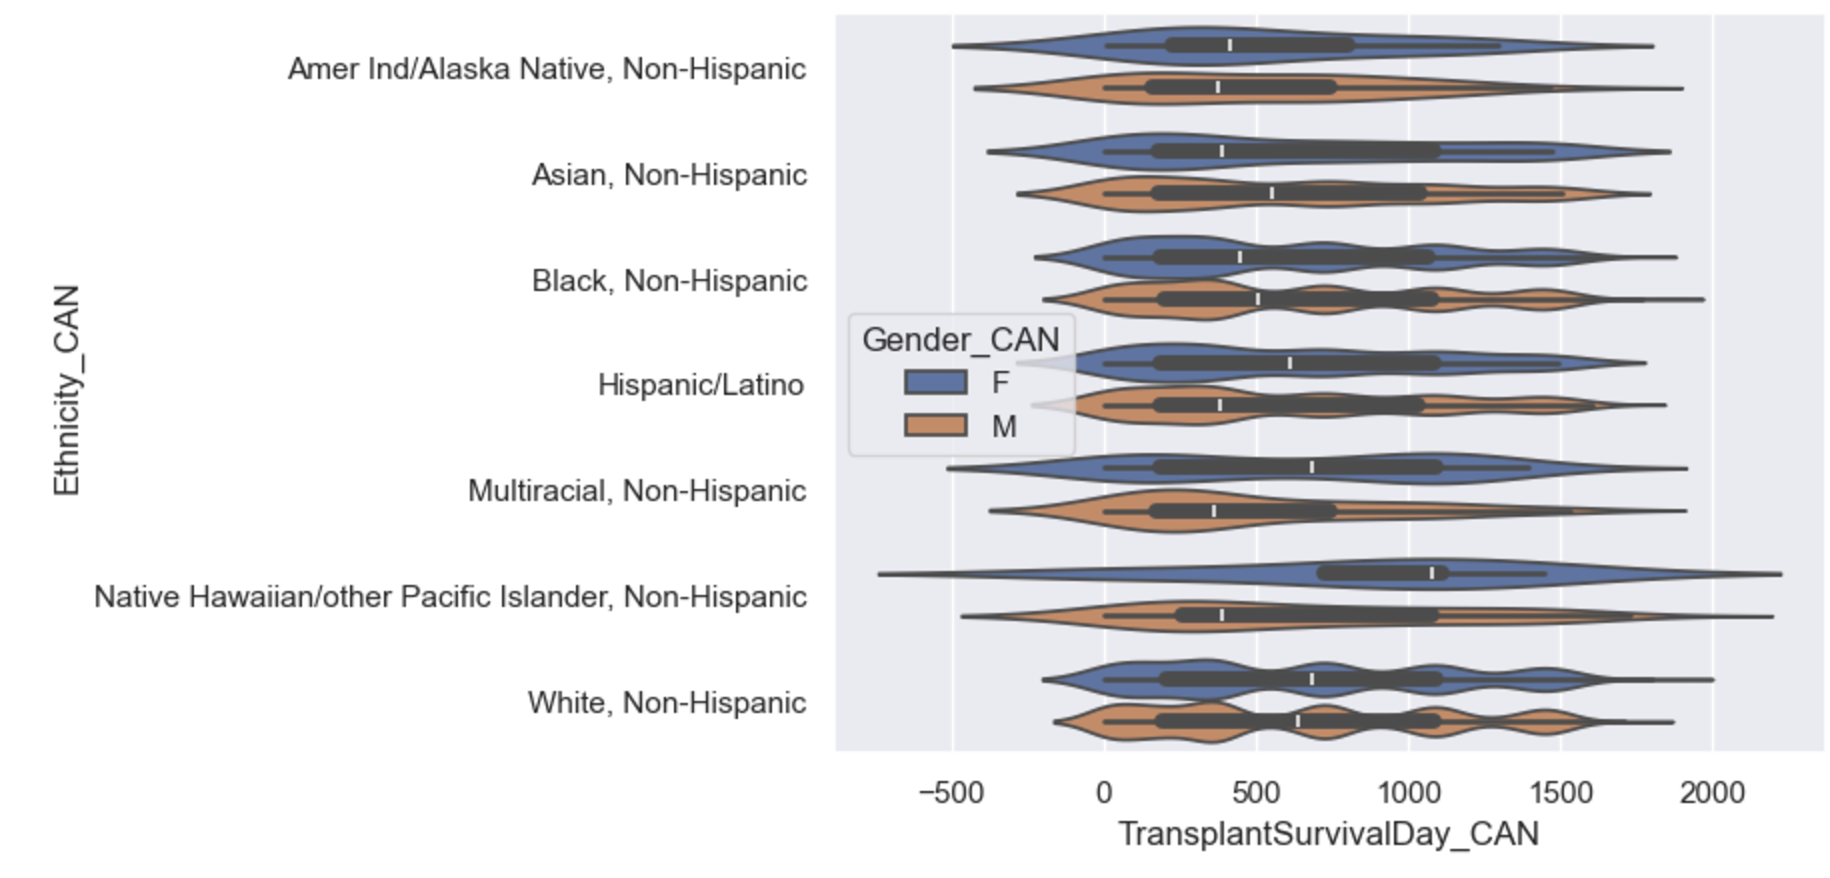 Ethnicity_CAN
Amer Ind/Alaska Native, Non-Hispanic
Asian, Non-Hispanic
Black, Non-Hispanic
Hispanic/Latino
Multiracial, Non-Hispanic
Native Hawaiian/other Pacific Islander, Non-Hispanic
White, Non-Hispanic
Gender_CAN
F
M
−500 0 500 1000 1500 2000
TransplantSurvivalDay_CAN